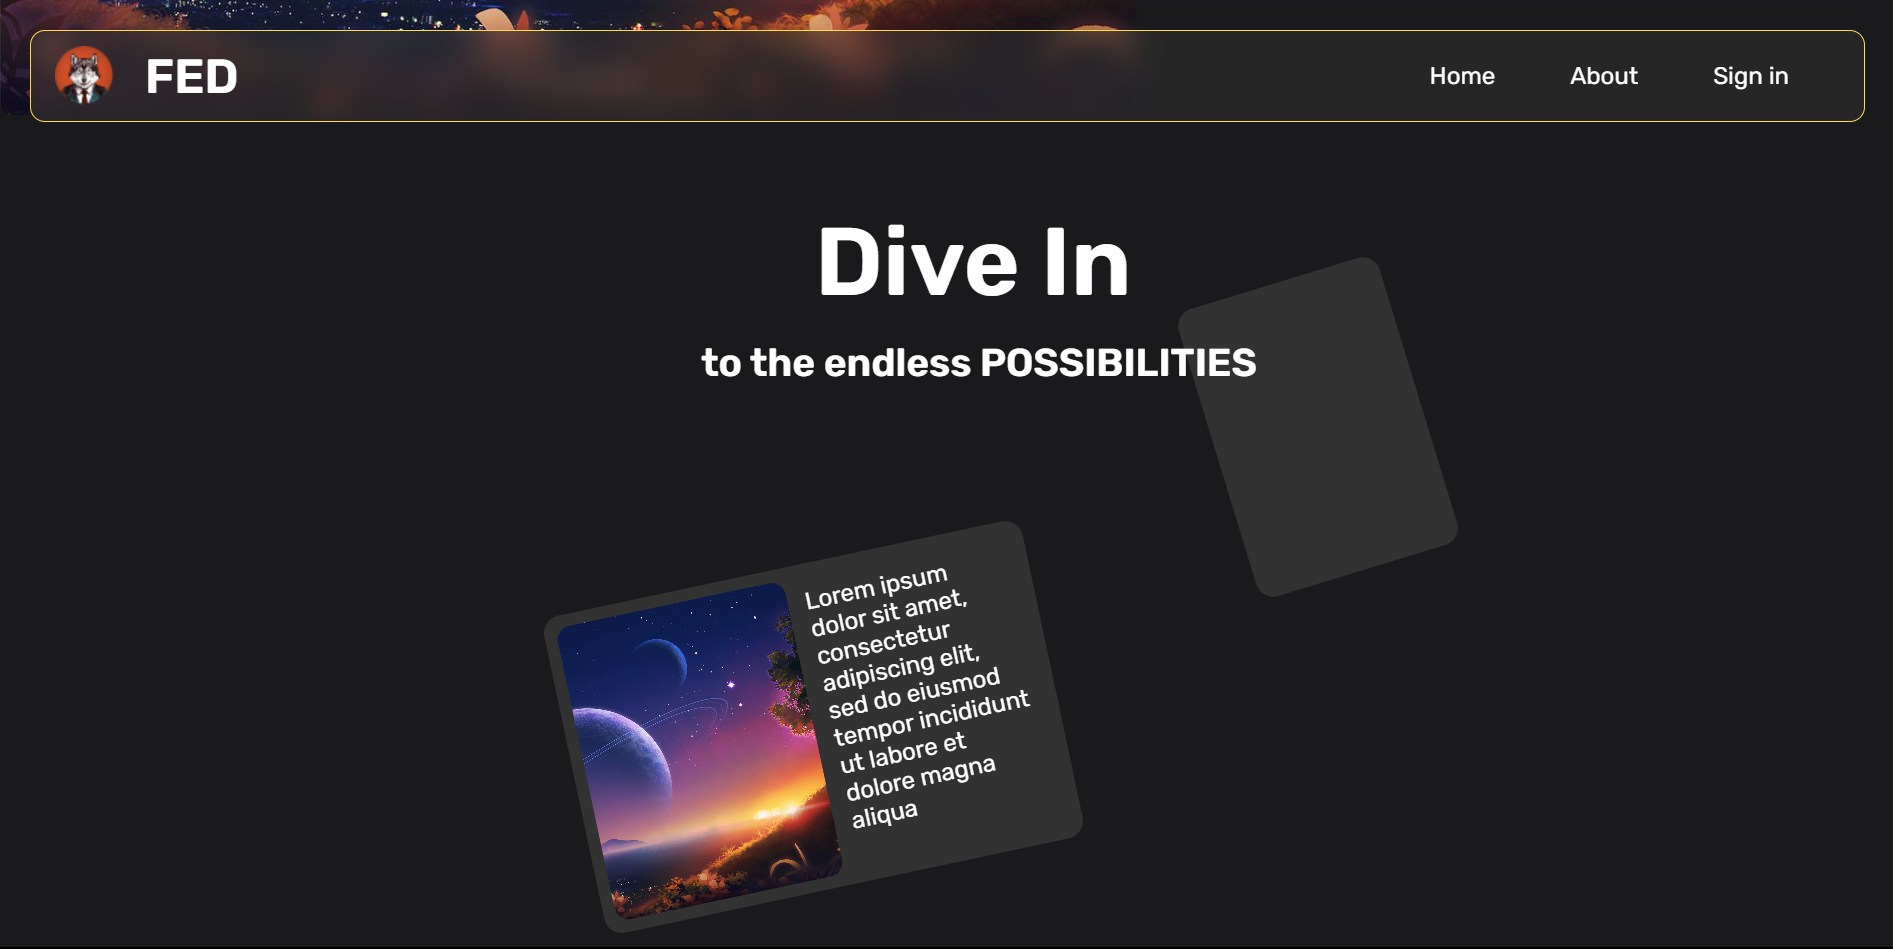 FED
Home
About
Sign in
Dive In
to the endless POSSIBILITIES
Lorem ipsum
dolor sit amet,
consectetur
adipiscing elit,
sed do eiusmod
tempor incididunt
ut labore et
dolore magna
aliqua